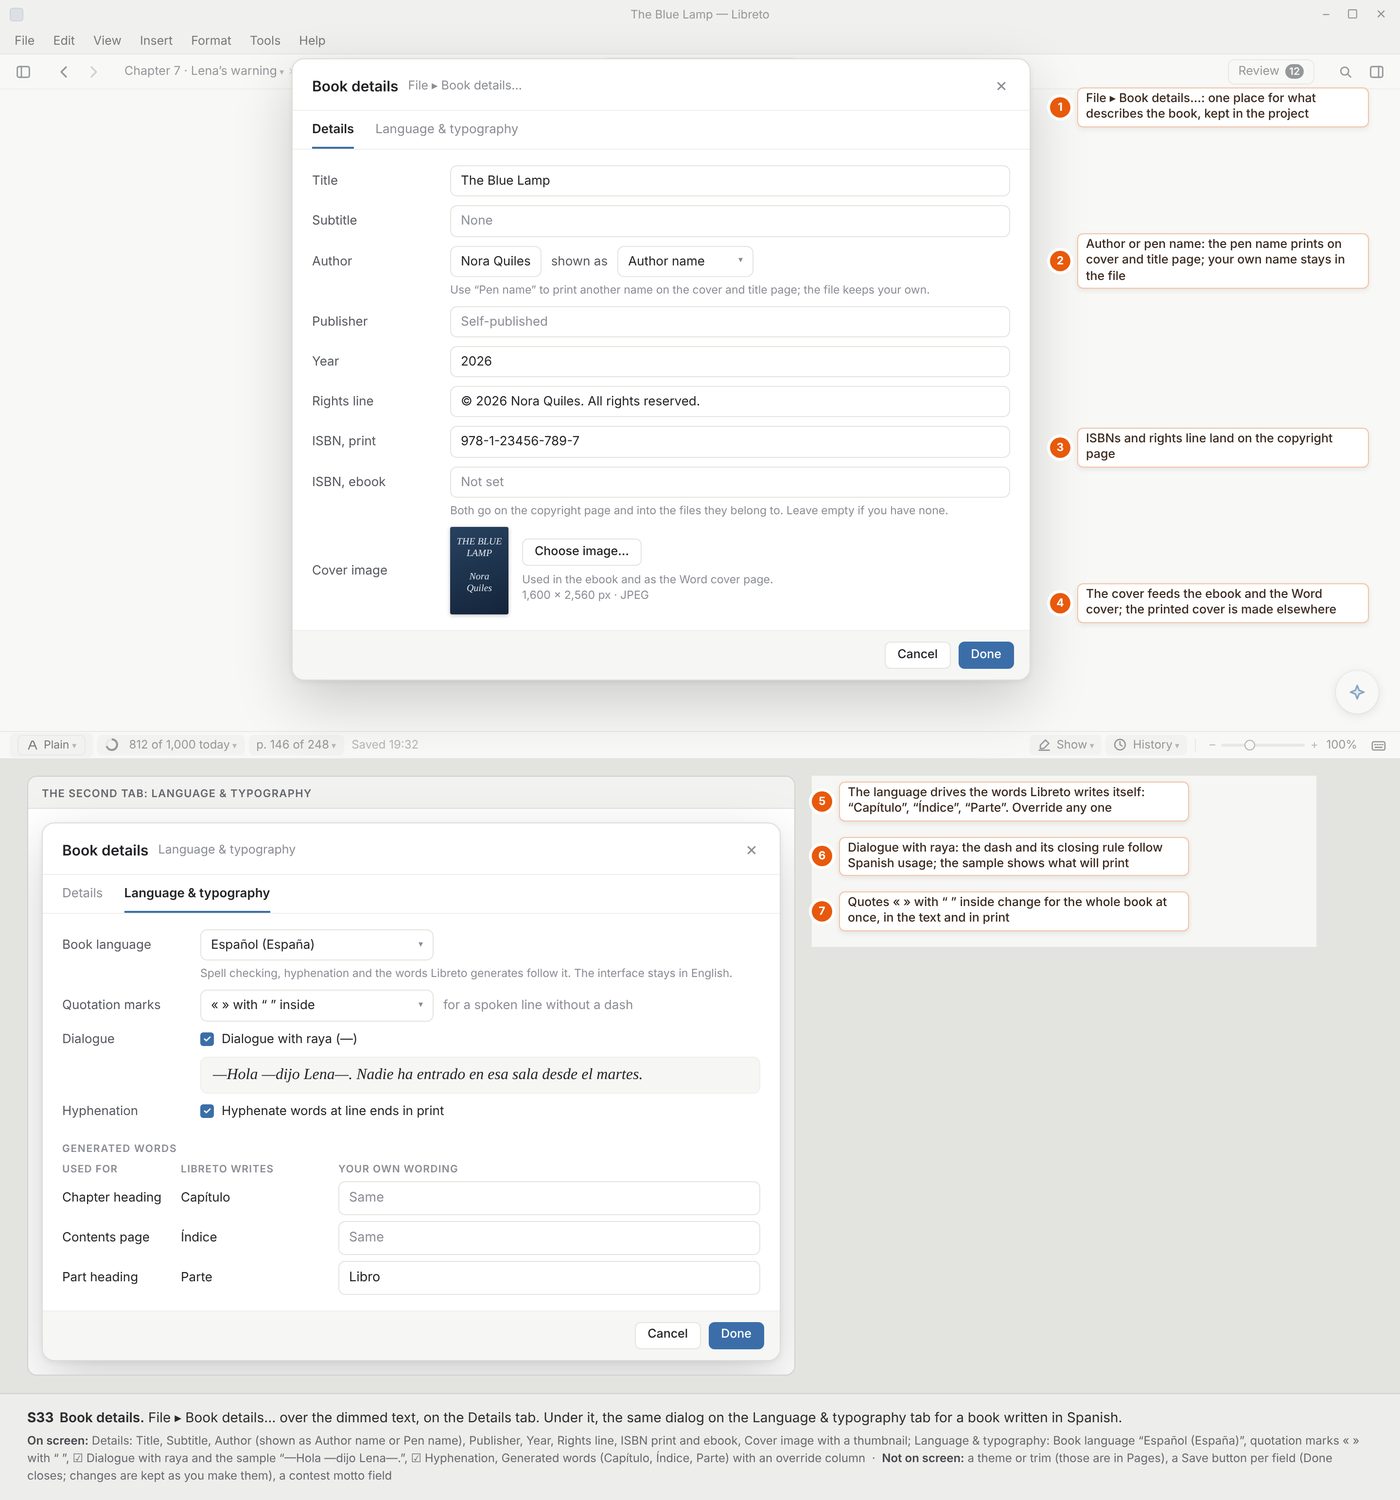 The Blue Lamp — Libreto
File Edit View Insert Format Tools Help
Chapter 7 · Lena's warning
Review 12
Book details File ▸ Book details…
Details Language & typography
Title The Blue Lamp
Subtitle None
Author Nora Quiles shown as Author name
Use “Pen name” to print another name on the cover and title page; the file keeps your own.
Publisher Self-published
Year 2026
Rights line © 2026 Nora Quiles. All rights reserved.
ISBN, print 978-1-23456-789-7
ISBN, ebook Not set
Both go on the copyright page and into the files they belong to. Leave empty if you have none.
Cover image
THE BLUE
LAMP
Nora
Quiles
Choose image…
Used in the ebook and as the Word cover page.
1,600 × 2,560 px · JPEG
Cancel Done
1 File ▸ Book details…: one place for what
describes the book, kept in the project
2 Author or pen name: the pen name prints on
cover and title page; your own name stays in
the file
3 ISBNs and rights line land on the copyright
page
4 The cover feeds the ebook and the Word
cover; the printed cover is made elsewhere
Plain 812 of 1,000 today p. 146 of 248 Saved 19:32 Show History − + 100%
THE SECOND TAB: LANGUAGE & TYPOGRAPHY
Book details Language & typography
Details Language & typography
Book language Español (España)
Spell checking, hyphenation and the words Libreto generates follow it. The interface stays in English.
Quotation marks « » with “ ” inside for a spoken line without a dash
Dialogue Dialogue with raya (—)
—Hola —dijo Lena—. Nadie ha entrado en esa sala desde el martes.
Hyphenation Hyphenate words at line ends in print
GENERATED WORDS
USED FOR LIBRETO WRITES YOUR OWN WORDING
Chapter heading Capítulo Same
Contents page Índice Same
Part heading Parte Libro
Cancel Done
5 The language drives the words Libreto writes itself:
“Capítulo”, “Índice”, “Parte”. Override any one
6 Dialogue with raya: the dash and its closing rule follow
Spanish usage; the sample shows what will print
7 Quotes « » with “ ” inside change for the whole book at
once, in the text and in print
S33 Book details. File ▸ Book details… over the dimmed text, on the Details tab. Under it, the same dialog on the Language & typography tab for a book written in Spanish.
On screen: Details: Title, Subtitle, Author (shown as Author name or Pen name), Publisher, Year, Rights line, ISBN print and ebook, Cover image with a thumbnail; Language & typography: Book language “Español (España)”, quotation marks « »
with “ ”, ☑ Dialogue with raya and the sample “—Hola —dijo Lena—.”, ☑ Hyphenation, Generated words (Capítulo, Índice, Parte) with an override column · Not on screen: a theme or trim (those are in Pages), a Save button per field (Done
closes; changes are kept as you make them), a contest motto field